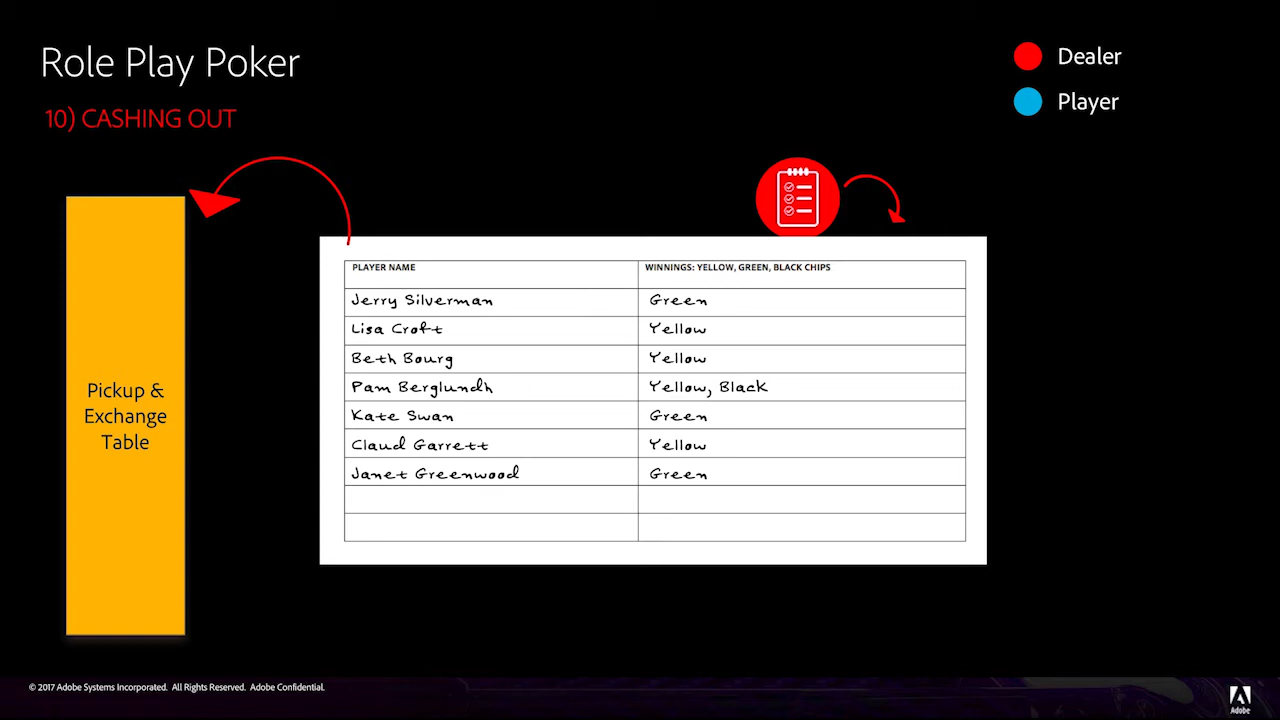 Role Play Poker
10) CASHING OUT
Dealer
Player
Pickup &
Exchange
Table
PLAYER NAME WINNINGS: YELLOW, GREEN, BLACK CHIPS
Jerry Silverman Green
Lisa Croft Yellow
Beth Bourg Yellow
Pam Berglundh Yellow, Black
Kate Swan Green
Claud Garrett Yellow
Janet Greenwood Green
© 2017 Adobe Systems Incorporated. All Rights Reserved. Adobe Confidential.
Adobe